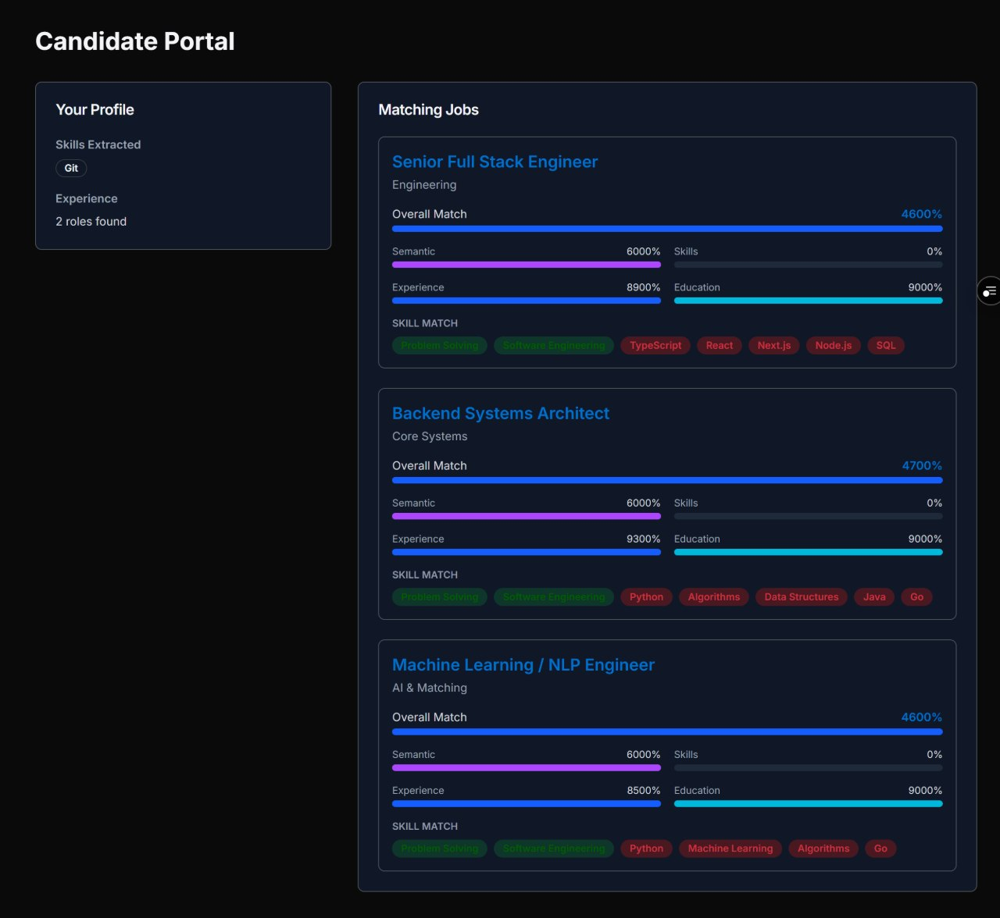 Candidate Portal
Your Profile
Skills Extracted
Git
Experience
2 roles found
Matching Jobs
Senior Full Stack Engineer
Engineering
Overall Match 4600%
Semantic 6000% Skills 0%
Experience 8900% Education 9000%
SKILL MATCH
Problem Solving Software Engineering TypeScript React Next.js Node.js SQL
Backend Systems Architect
Core Systems
Overall Match 4700%
Semantic 6000% Skills 0%
Experience 9300% Education 9000%
SKILL MATCH
Problem Solving Software Engineering Python Algorithms Data Structures Java Go
Machine Learning / NLP Engineer
AI & Matching
Overall Match 4600%
Semantic 6000% Skills 0%
Experience 8500% Education 9000%
SKILL MATCH
Problem Solving Software Engineering Python Machine Learning Algorithms Go